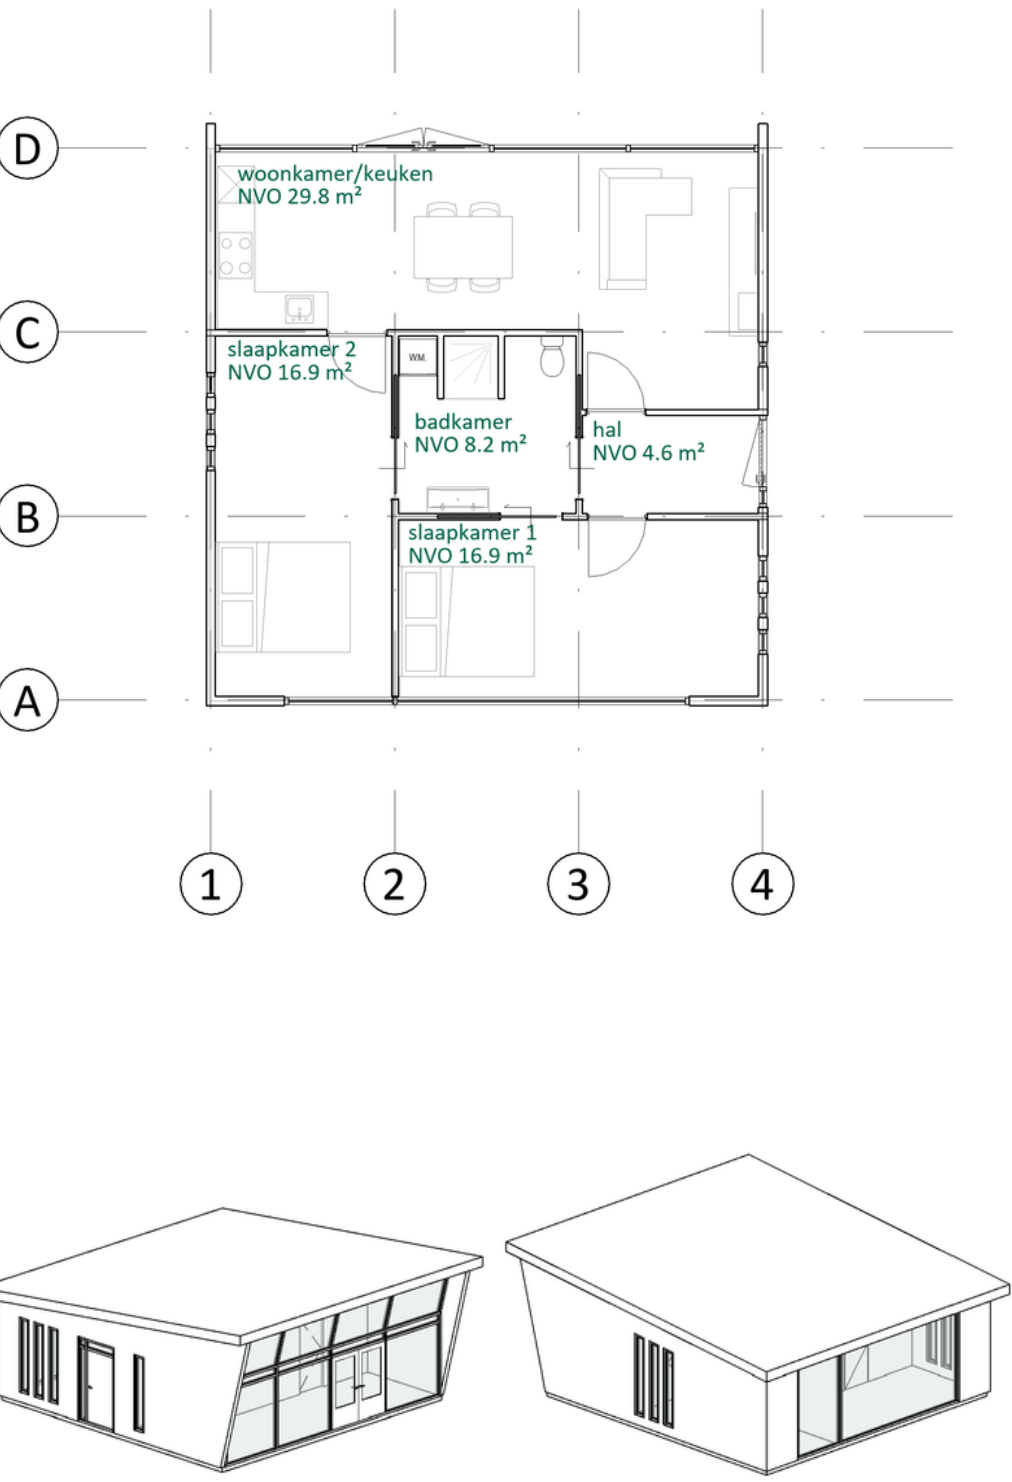 D
woonkamer/keuken
NVO 29.8 m²
C
slaapkamer 2
NVO 16.9 m²
W.M.
badkamer
NVO 8.2 m²
hal
NVO 4.6 m²
B
slaapkamer 1
NVO 16.9 m²
A
1 2 3 4